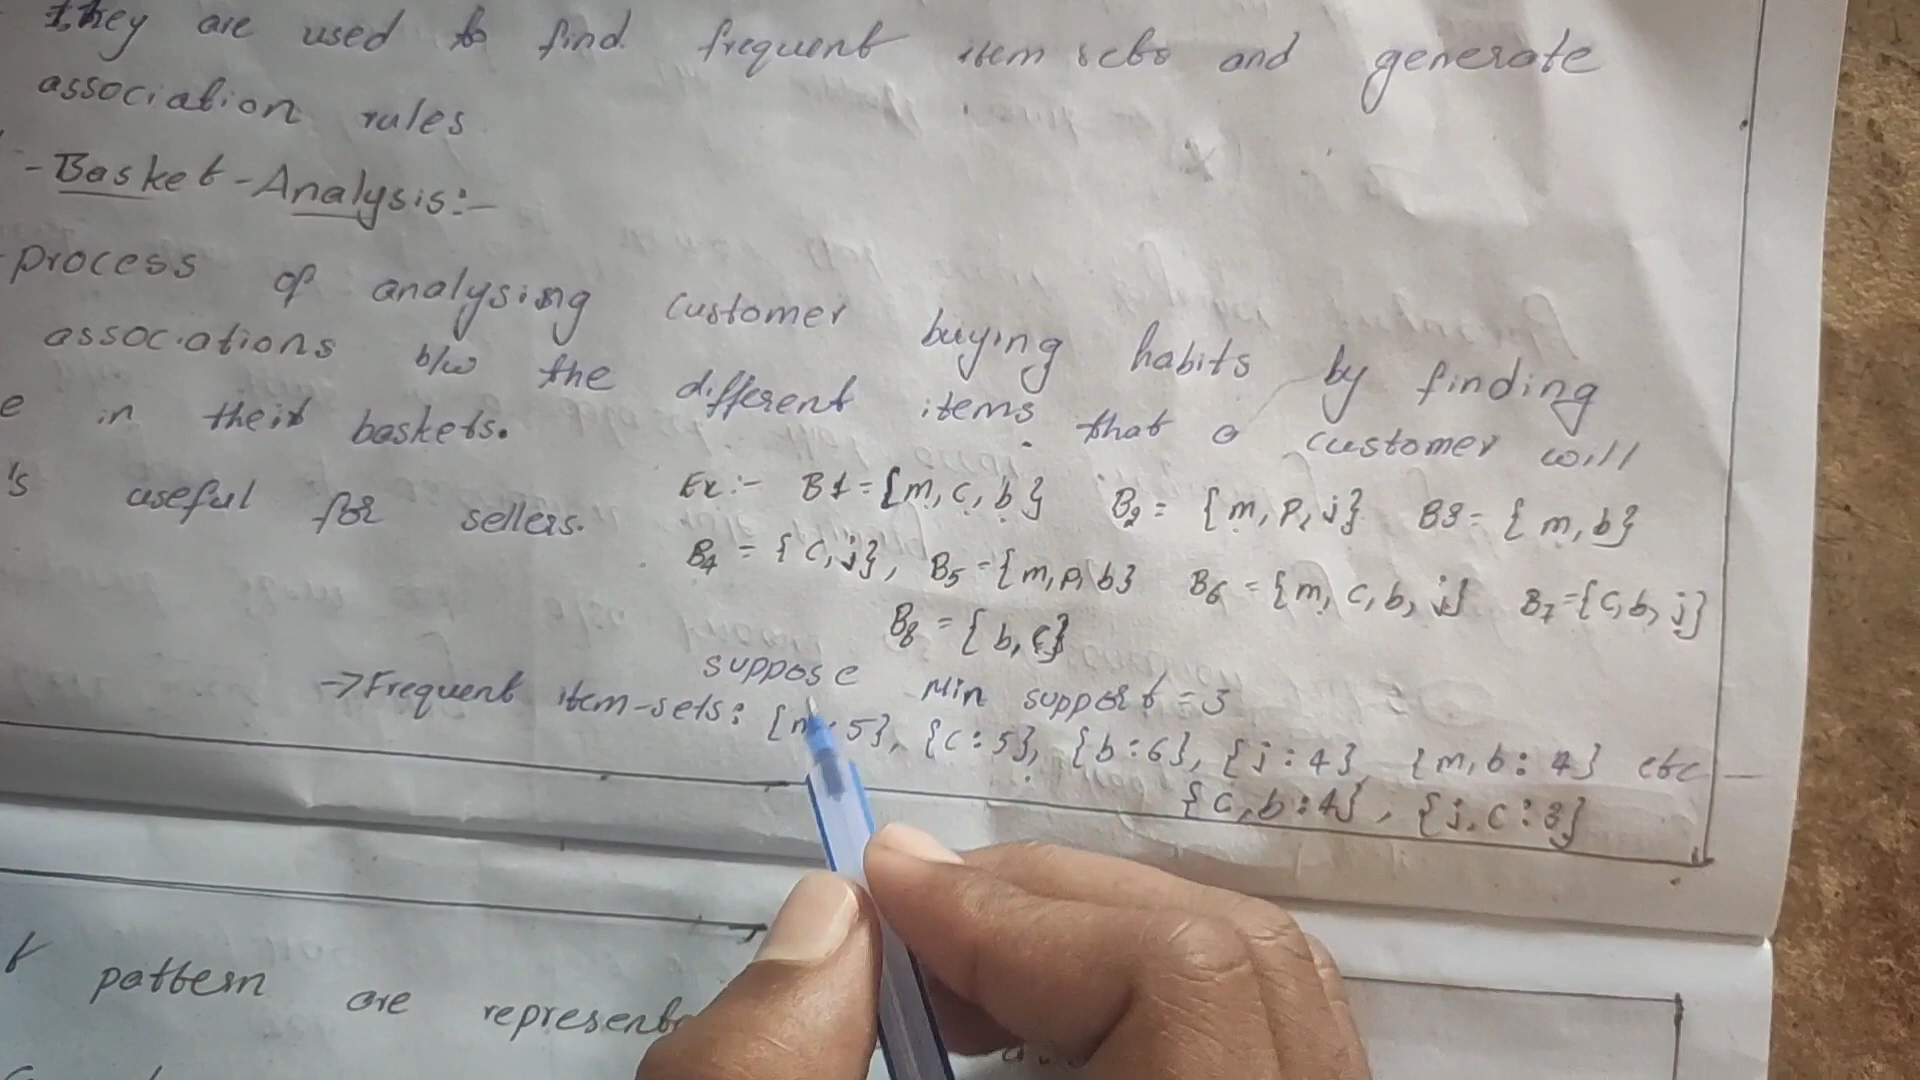 they are used to find frequent item sets and generate
association rules
- Basket - Analysis:-
process of analysing customer buying habits by finding
associations b/w the different items that a customer will
e in their baskets.
's useful for sellers.
Ex:- B1 = {m, c, b} B2 = {m, p, j} B3 = {m, b}
B4 = {c, j}, B5 = {m, p, b} B6 = {m, c, b, j} B7 = {c, b, j}
B8 = {b, c}
suppose Min support = 3
→ Frequent item-sets: {m: 5}, {c: 5}, {b: 6}, {j: 4}, {m, b: 4} etc
{c, b: 4}, {j, c: 3}
t pattern are represent